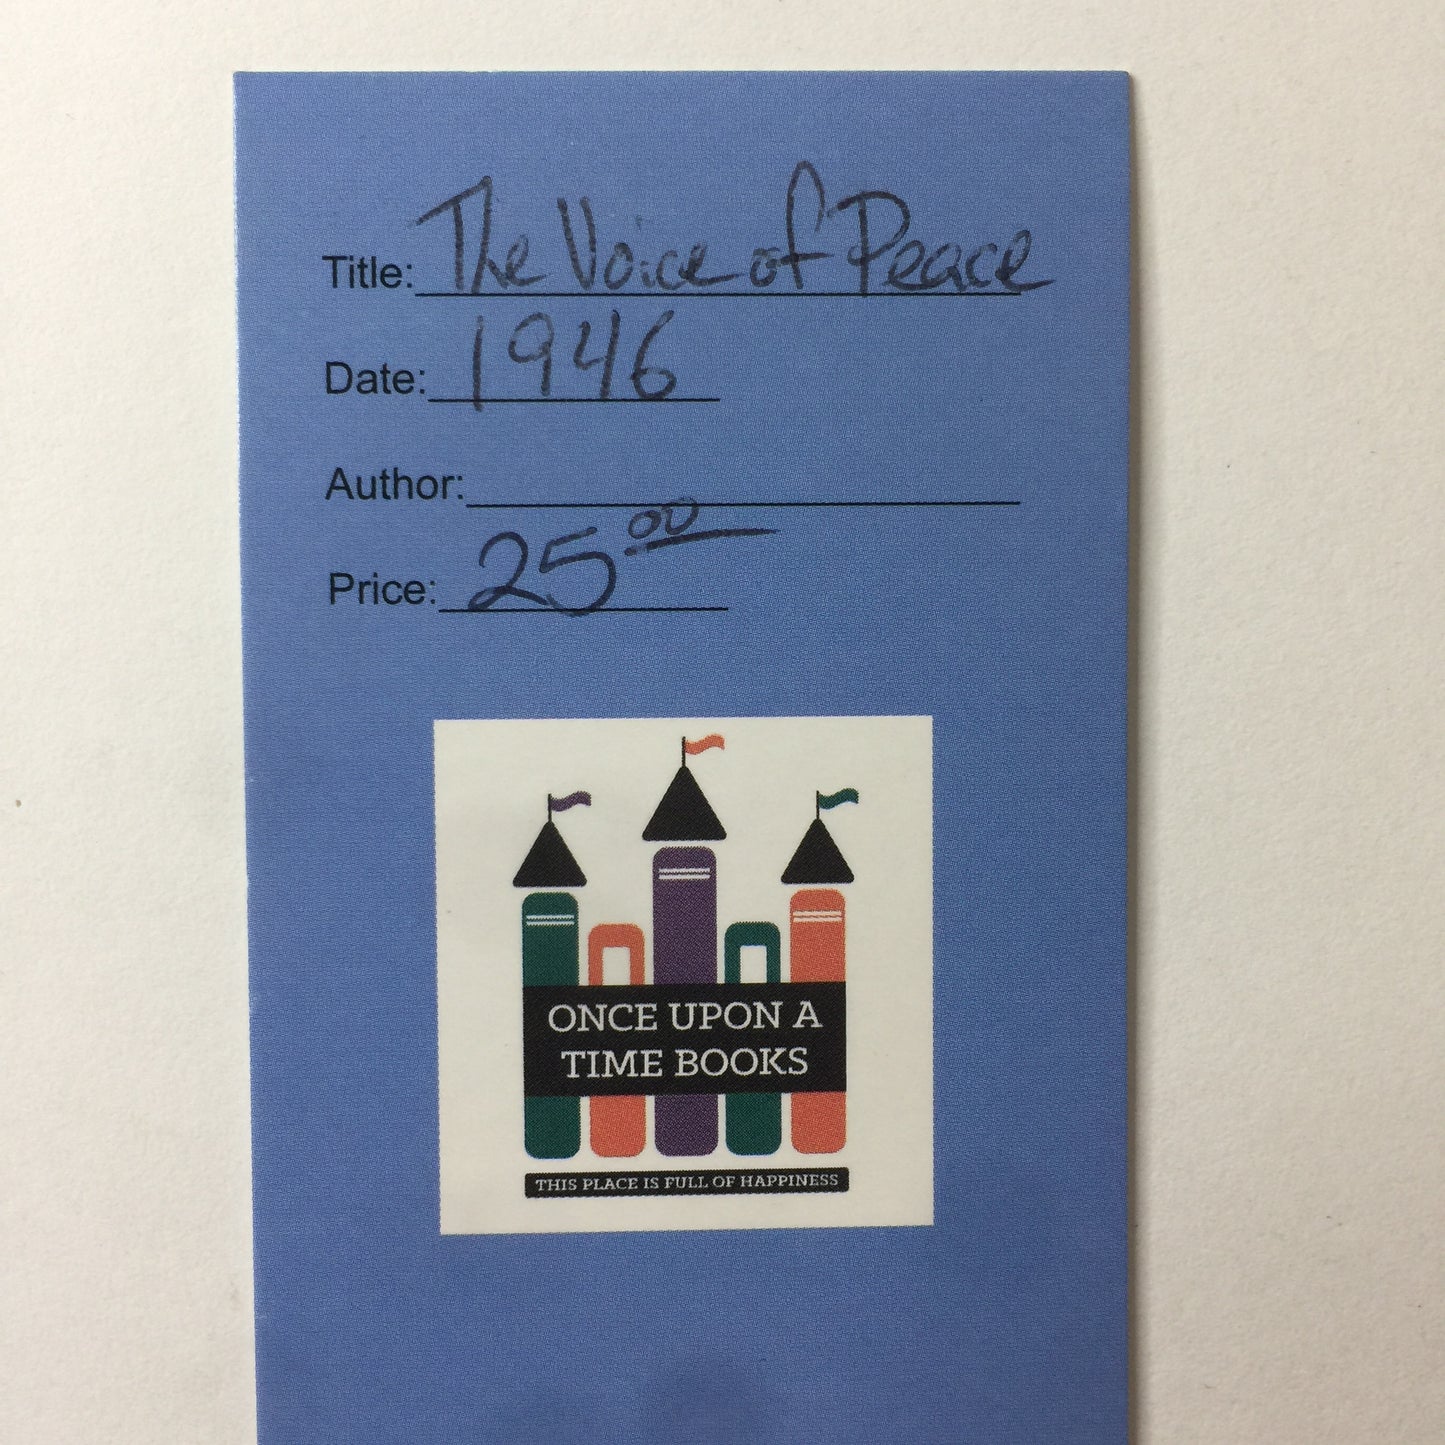 Title: The Voice of Peace
Date: 1946
Author:
Price: 25.00
ONCE UPON A
TIME BOOKS
THIS PLACE IS FULL OF HAPPINESS